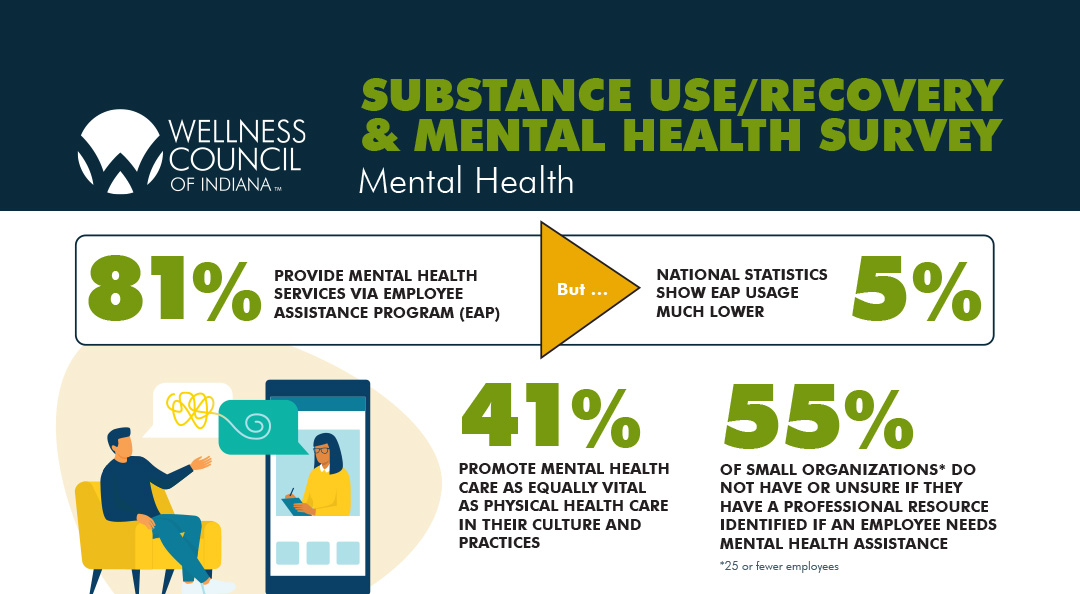 WELLNESS
COUNCIL
OF INDIANA™
SUBSTANCE USE/RECOVERY
& MENTAL HEALTH SURVEY
Mental Health
81%
PROVIDE MENTAL HEALTH
SERVICES VIA EMPLOYEE
ASSISTANCE PROGRAM (EAP)
But ...
NATIONAL STATISTICS
SHOW EAP USAGE
MUCH LOWER
5%
41%
PROMOTE MENTAL HEALTH
CARE AS EQUALLY VITAL
AS PHYSICAL HEALTH CARE
IN THEIR CULTURE AND
PRACTICES
55%
OF SMALL ORGANIZATIONS* DO
NOT HAVE OR UNSURE IF THEY
HAVE A PROFESSIONAL RESOURCE
IDENTIFIED IF AN EMPLOYEE NEEDS
MENTAL HEALTH ASSISTANCE
*25 or fewer employees